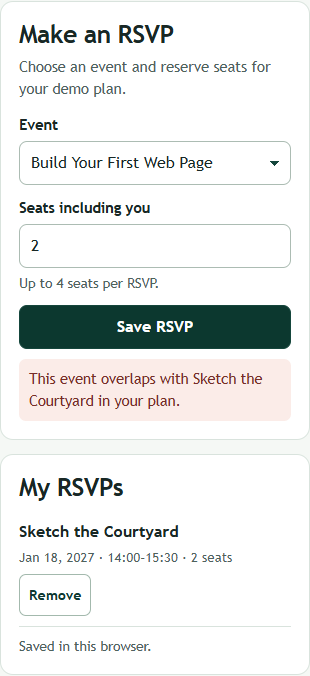 Make an RSVP
Choose an event and reserve seats for
your demo plan.
Event
Build Your First Web Page
Seats including you
2
Up to 4 seats per RSVP.
Save RSVP
This event overlaps with Sketch the
Courtyard in your plan.
My RSVPs
Sketch the Courtyard
Jan 18, 2027 · 14:00–15:30 · 2 seats
Remove
Saved in this browser.